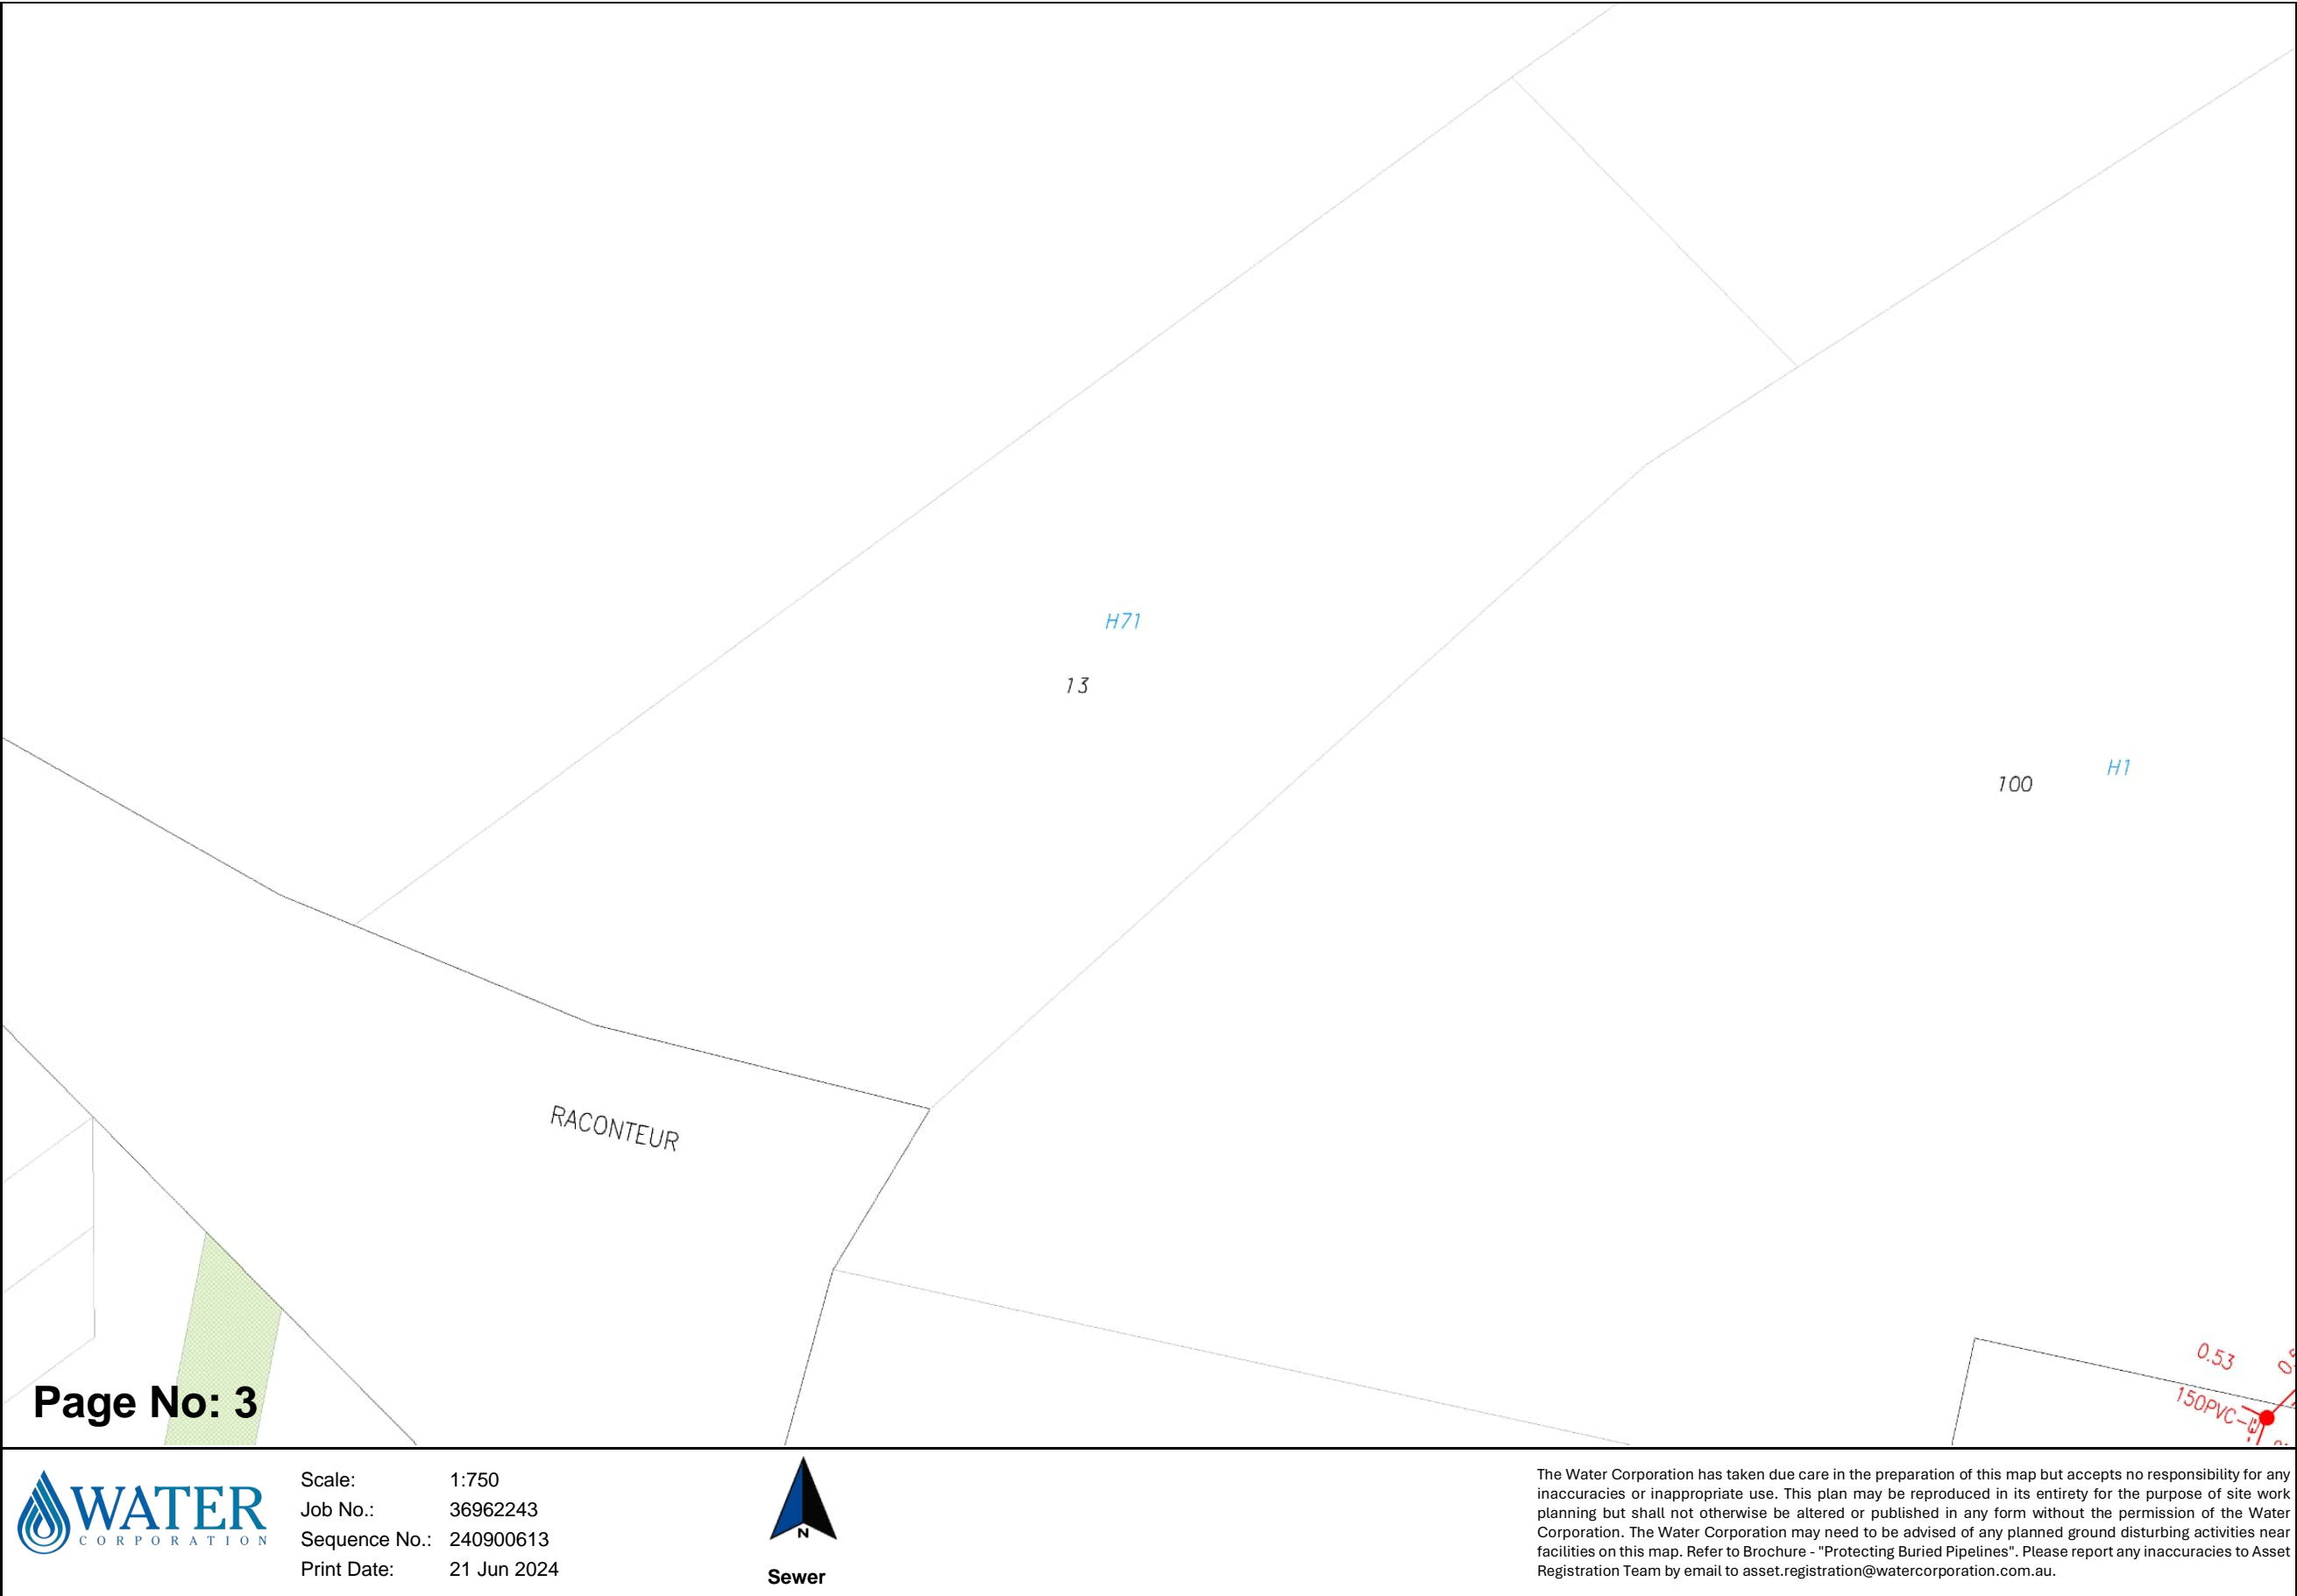 H71
13
H1
100
RACONTEUR
0.53
150PVC-
Page No: 3
WATER
CORPORATION
Scale: 1:750
Job No.: 36962243
Sequence No.: 240900613
Print Date: 21 Jun 2024
N
Sewer
The Water Corporation has taken due care in the preparation of this map but accepts no responsibility for any
inaccuracies or inappropriate use. This plan may be reproduced in its entirety for the purpose of site work
planning but shall not otherwise be altered or published in any form without the permission of the Water
Corporation. The Water Corporation may need to be advised of any planned ground disturbing activities near
facilities on this map. Refer to Brochure - "Protecting Buried Pipelines". Please report any inaccuracies to Asset
Registration Team by email to asset.registration@watercorporation.com.au.